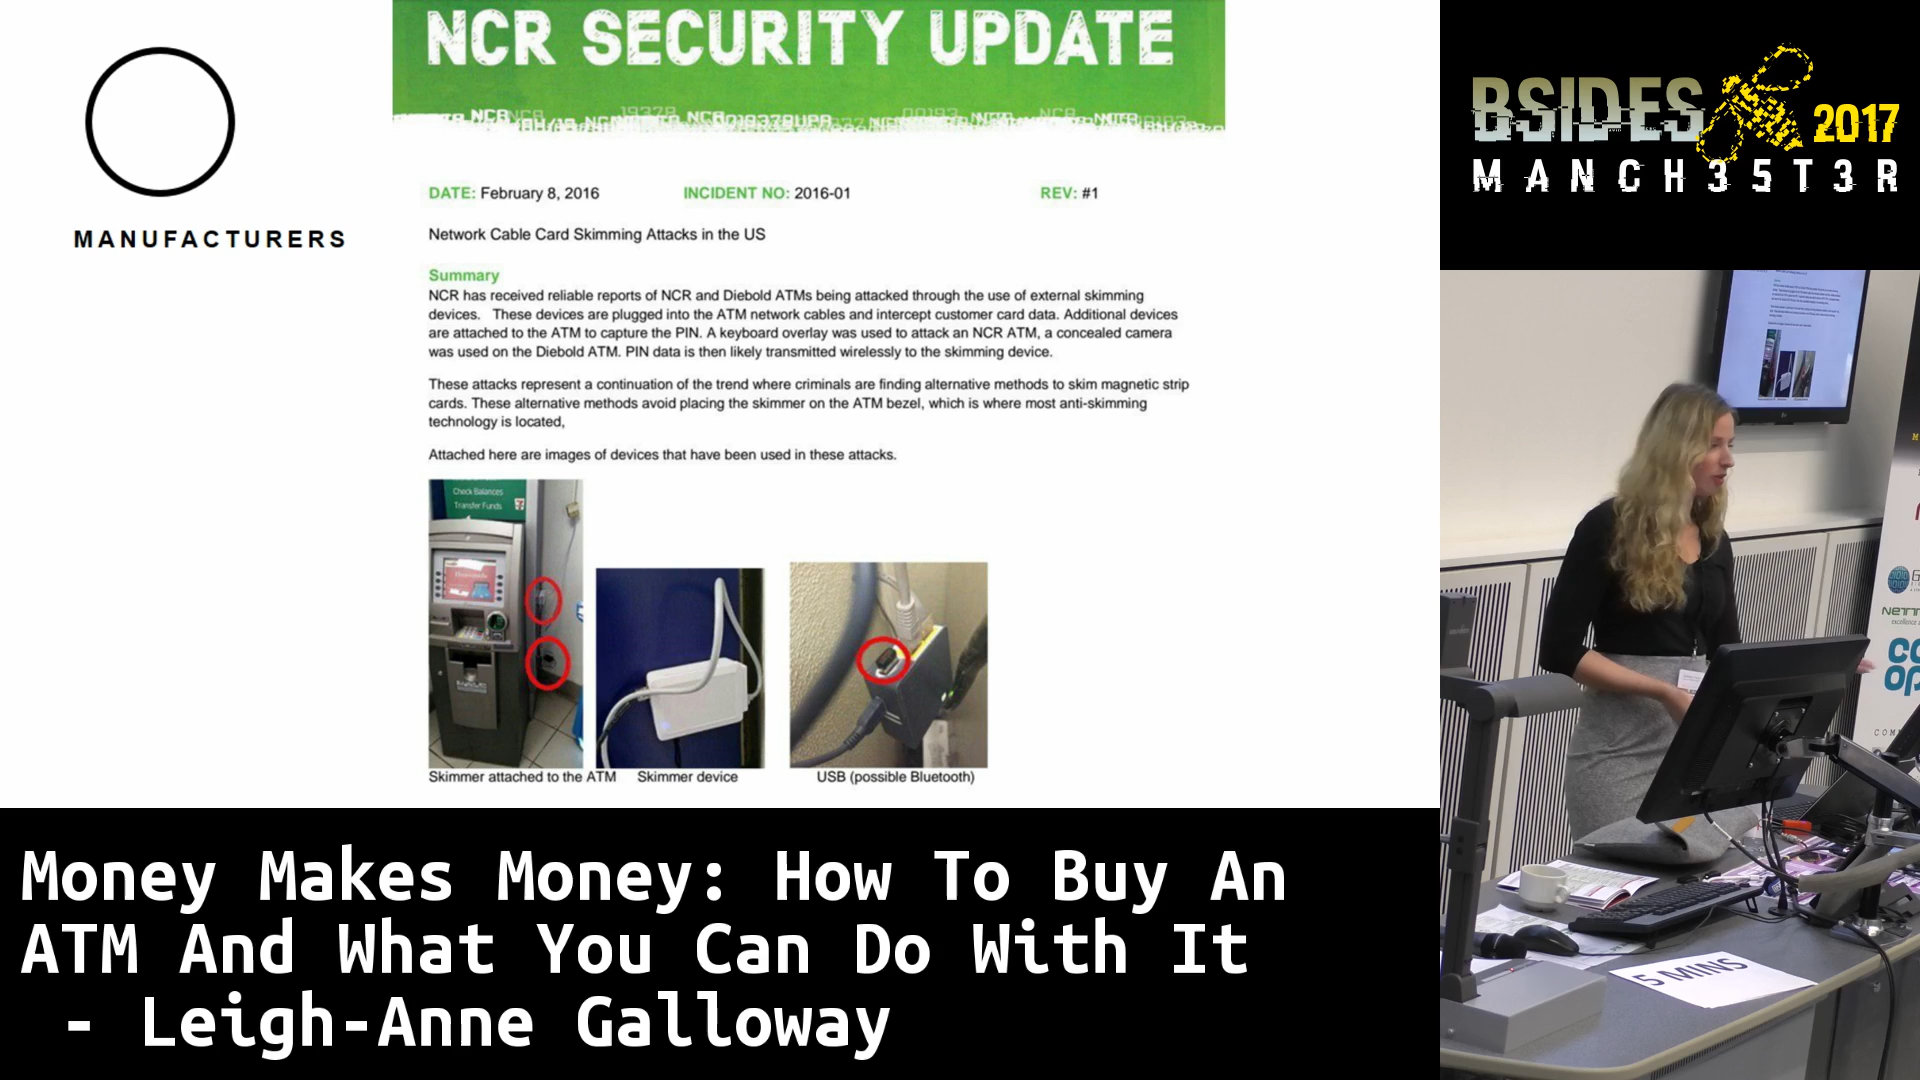 NCR SECURITY UPDATE
MANUFACTURERS
DATE: February 8, 2016 INCIDENT NO: 2016-01 REV: #1
Network Cable Card Skimming Attacks in the US
Summary
NCR has received reliable reports of NCR and Diebold ATMs being attacked through the use of external skimming
devices. These devices are plugged into the ATM network cables and intercept customer card data. Additional devices
are attached to the ATM to capture the PIN. A keyboard overlay was used to attack an NCR ATM, a concealed camera
was used on the Diebold ATM. PIN data is then likely transmitted wirelessly to the skimming device.
These attacks represent a continuation of the trend where criminals are finding alternative methods to skim magnetic strip
cards. These alternative methods avoid placing the skimmer on the ATM bezel, which is where most anti-skimming
technology is located,
Attached here are images of devices that have been used in these attacks.
Check Balances
Transfer Funds
Skimmer attached to the ATM Skimmer device USB (possible Bluetooth)
BSIDES 2017
MANCH35T3R
5 MINS
Money Makes Money: How To Buy An
ATM And What You Can Do With It
- Leigh-Anne Galloway